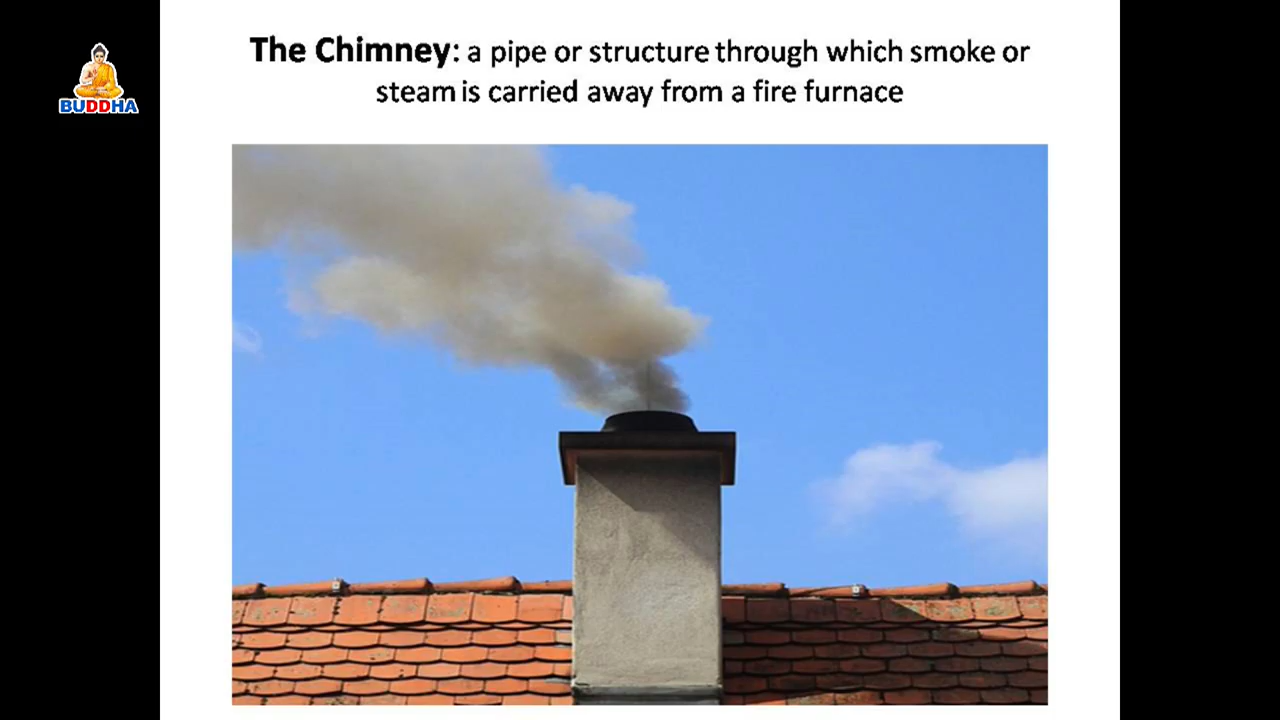 The Chimney: a pipe or structure through which smoke or
steam is carried away from a fire furnace
BUDDHA